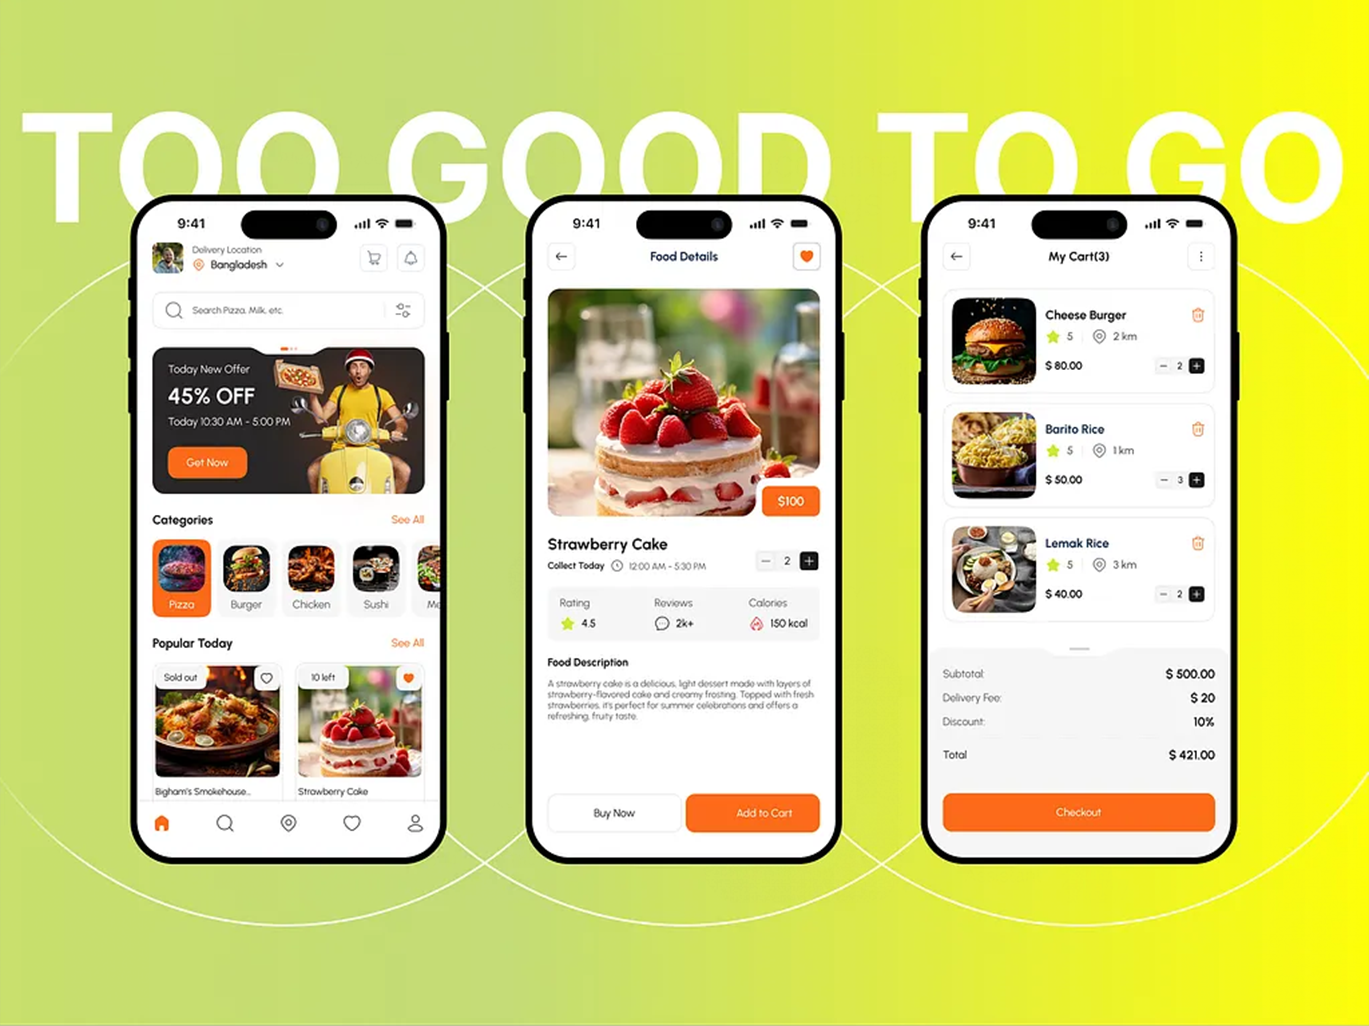 TOO GOOD TO GO
9:41
Delivery Location
Bangladesh
Search Pizza, Milk, etc.
Today New Offer
45% OFF
Today 10:30 AM - 5:00 PM
Get Now
Categories
See All
Pizza
Burger
Chicken
Sushi
Me
Popular Today
See All
Sold out
10 left
Bigham's Smokehouse..
Strawberry Cake
9:41
Food Details
$100
Strawberry Cake
Collect Today 12:00 AM - 5:30 PM
2
Rating Reviews Calories
4.5 2k+ 150 kcal
Food Description
A strawberry cake is a delicious, light dessert made with layers of
strawberry-flavored cake and creamy frosting. Topped with fresh
strawberries, it's perfect for summer celebrations and offers a
refreshing, fruity taste.
Buy Now
Add to Cart
9:41
My Cart(3)
Cheese Burger
5 2 km
$ 80.00 2
Barito Rice
5 1 km
$ 50.00 3
Lemak Rice
5 3 km
$ 40.00 2
Subtotal: $ 500.00
Delivery Fee: $ 20
Discount: 10%
Total $ 421.00
Checkout